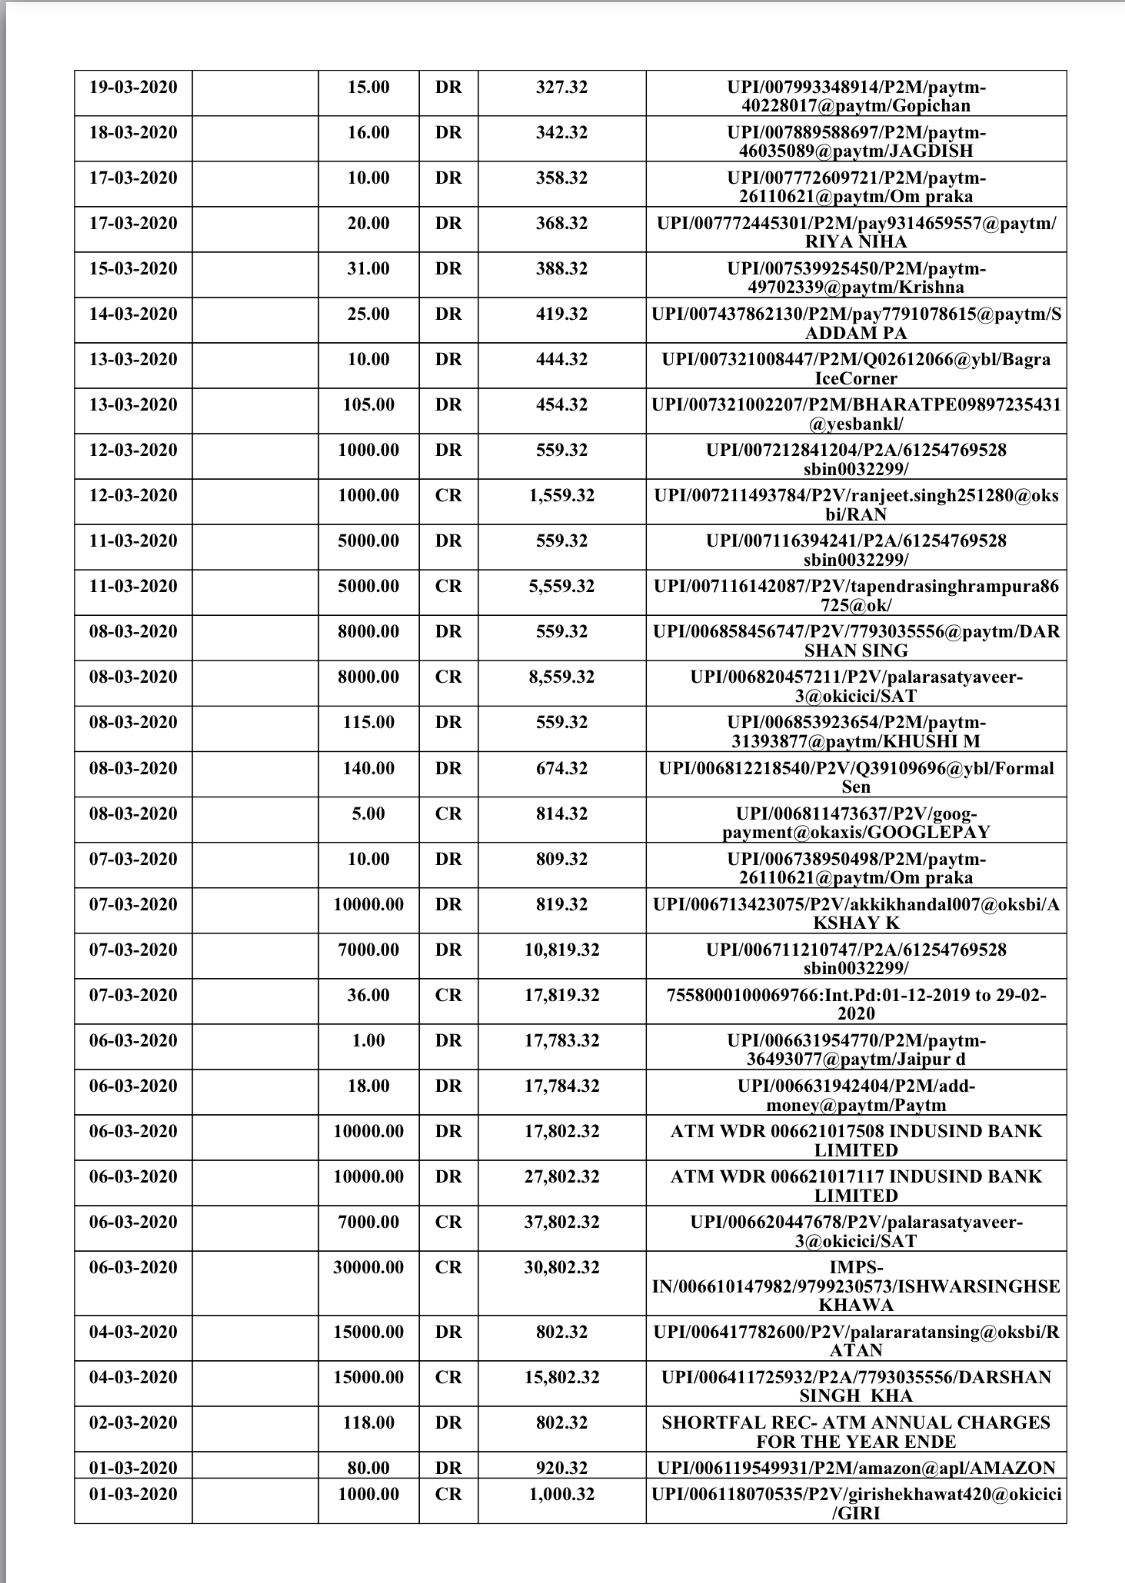 19-03-2020 15.00 DR 327.32 UPI/007993348914/P2M/paytm-
40228017@paytm/Gopichan
18-03-2020 16.00 DR 342.32 UPI/007889588697/P2M/paytm-
46035089@paytm/JAGDISH
17-03-2020 10.00 DR 358.32 UPI/007772609721/P2M/paytm-
26110621@paytm/Om praka
17-03-2020 20.00 DR 368.32 UPI/007772445301/P2M/pay9314659557@paytm/
RIYA NIHA
15-03-2020 31.00 DR 388.32 UPI/007539925450/P2M/paytm-
49702339@paytm/Krishna
14-03-2020 25.00 DR 419.32 UPI/007437862130/P2M/pay7791078615@paytm/S
ADDAM PA
13-03-2020 10.00 DR 444.32 UPI/007321008447/P2M/Q02612066@ybl/Bagra
IceCorner
13-03-2020 105.00 DR 454.32 UPI/007321002207/P2M/BHARATPE09897235431
@yesbankl/
12-03-2020 1000.00 DR 559.32 UPI/007212841204/P2A/61254769528
sbin0032299/
12-03-2020 1000.00 CR 1,559.32 UPI/007211493784/P2V/ranjeet.singh251280@oks
bi/RAN
11-03-2020 5000.00 DR 559.32 UPI/007116394241/P2A/61254769528
sbin0032299/
11-03-2020 5000.00 CR 5,559.32 UPI/007116142087/P2V/tapendrasinghrampura86
725@ok/
08-03-2020 8000.00 DR 559.32 UPI/006858456747/P2V/7793035556@paytm/DAR
SHAN SING
08-03-2020 8000.00 CR 8,559.32 UPI/006820457211/P2V/palarasatyaveer-
3@okicici/SAT
08-03-2020 115.00 DR 559.32 UPI/006853923654/P2M/paytm-
31393877@paytm/KHUSHI M
08-03-2020 140.00 DR 674.32 UPI/006812218540/P2V/Q39109696@ybl/Formal
Sen
08-03-2020 5.00 CR 814.32 UPI/006811473637/P2V/goog-
payment@okaxis/GOOGLEPAY
07-03-2020 10.00 DR 809.32 UPI/006738950498/P2M/paytm-
26110621@paytm/Om praka
07-03-2020 10000.00 DR 819.32 UPI/006713423075/P2V/akkikhandal007@oksbi/A
KSHAY K
07-03-2020 7000.00 DR 10,819.32 UPI/006711210747/P2A/61254769528
sbin0032299/
07-03-2020 36.00 CR 17,819.32 7558000100069766:Int.Pd:01-12-2019 to 29-02-
2020
06-03-2020 1.00 DR 17,783.32 UPI/006631954770/P2M/paytm-
36493077@paytm/Jaipur d
06-03-2020 18.00 DR 17,784.32 UPI/006631942404/P2M/add-
money@paytm/Paytm
06-03-2020 10000.00 DR 17,802.32 ATM WDR 006621017508 INDUSIND BANK
LIMITED
06-03-2020 10000.00 DR 27,802.32 ATM WDR 006621017117 INDUSIND BANK
LIMITED
06-03-2020 7000.00 CR 37,802.32 UPI/006620447678/P2V/palarasatyaveer-
3@okicici/SAT
06-03-2020 30000.00 CR 30,802.32 IMPS-
IN/006610147982/9799230573/ISHWARSINGHSE
KHAWA
04-03-2020 15000.00 DR 802.32 UPI/006417782600/P2V/palararatansing@oksbi/R
ATAN
04-03-2020 15000.00 CR 15,802.32 UPI/006411725932/P2A/7793035556/DARSHAN
SINGH KHA
02-03-2020 118.00 DR 802.32 SHORTFAL REC- ATM ANNUAL CHARGES
FOR THE YEAR ENDE
01-03-2020 80.00 DR 920.32 UPI/006119549931/P2M/amazon@apl/AMAZON
01-03-2020 1000.00 CR 1,000.32 UPI/006118070535/P2V/girishekhawat420@okicici
/GIRI